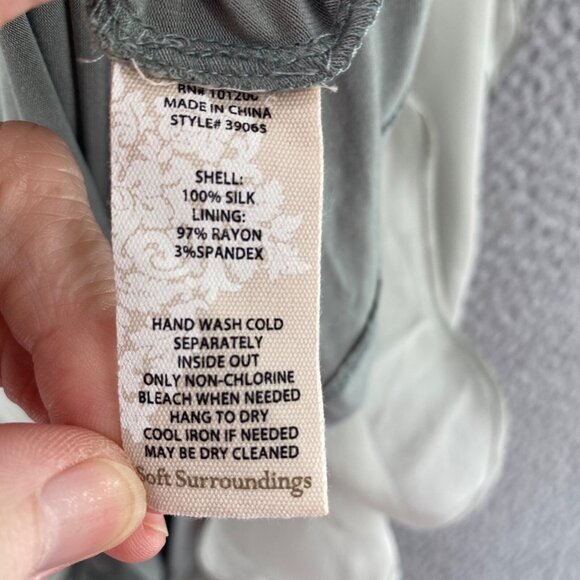 RN# 101200
MADE IN CHINA
STYLE# 39065
SHELL:
100% SILK
LINING:
97% RAYON
3%SPANDEX
HAND WASH COLD
SEPARATELY
INSIDE OUT
ONLY NON-CHLORINE
BLEACH WHEN NEEDED
HANG TO DRY
COOL IRON IF NEEDED
MAY BE DRY CLEANED
Soft Surroundings